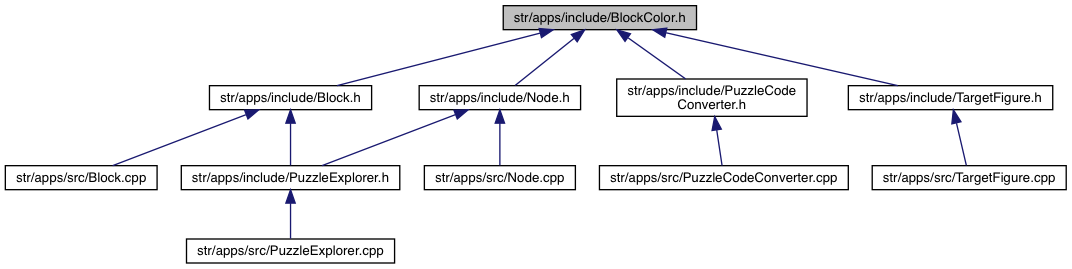 str/apps/include/BlockColor.h
str/apps/include/Block.h
str/apps/include/Node.h
str/apps/include/PuzzleCode
Converter.h
str/apps/include/TargetFigure.h
str/apps/src/Block.cpp
str/apps/include/PuzzleExplorer.h
str/apps/src/Node.cpp
str/apps/src/PuzzleCodeConverter.cpp
str/apps/src/TargetFigure.cpp
str/apps/src/PuzzleExplorer.cpp